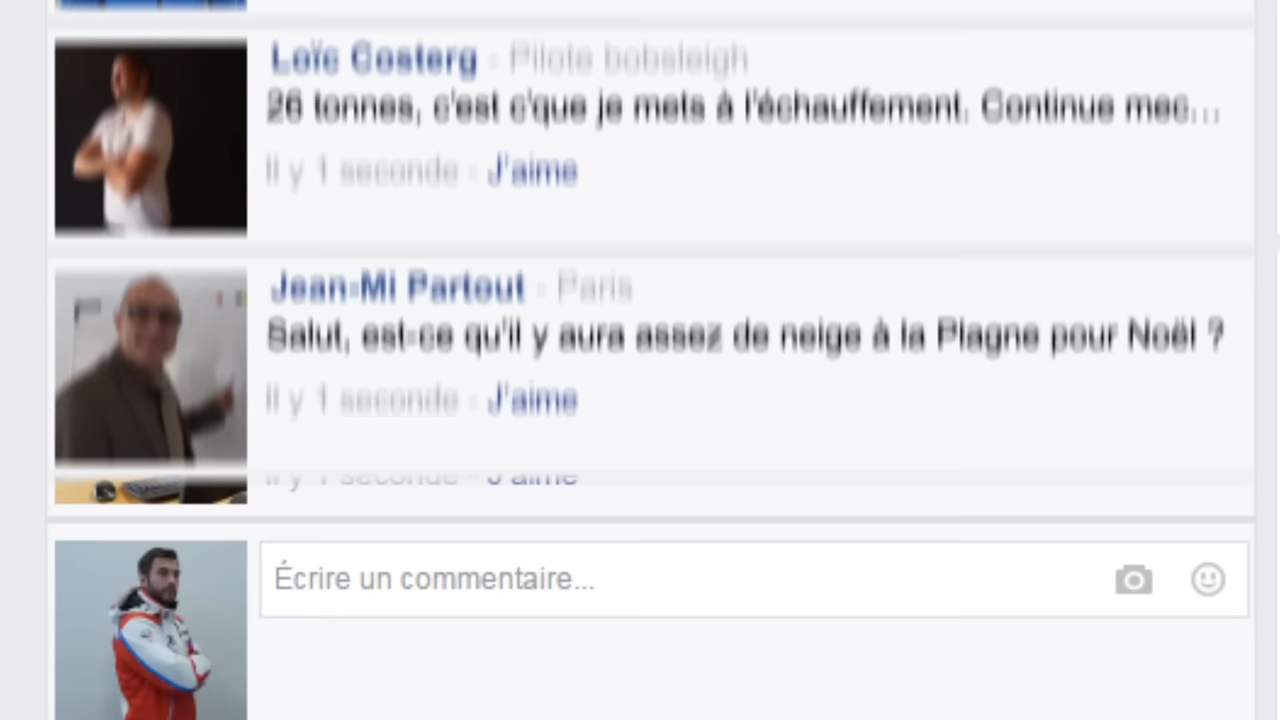 Loïc Costerg · Pilote bobsleigh
26 tonnes, c'est c'que je mets à l'échauffement. Continue mec...
Il y 1 seconde · J'aime
Jean-Mi Partout · Paris
Salut, est-ce qu'il y aura assez de neige à la Plagne pour Noël ?
Il y 1 seconde · J'aime
Il y 1 seconde · J'aime
Écrire un commentaire...